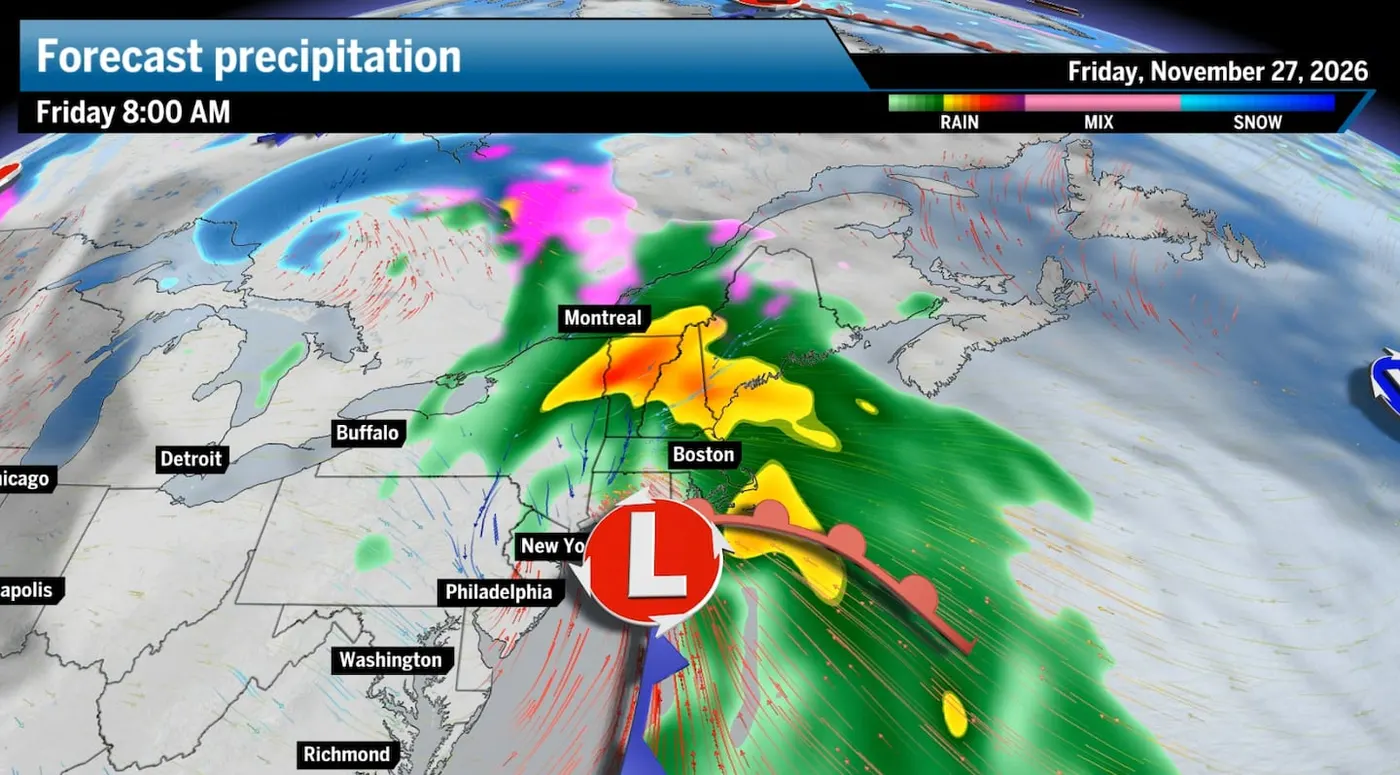 Forecast precipitation
Friday, November 27, 2026
Friday 8:00 AM
RAIN
MIX
SNOW
Montreal
Buffalo
Boston
Detroit
icago
New Yo
L
apolis
Philadelphia
Washington
Richmond